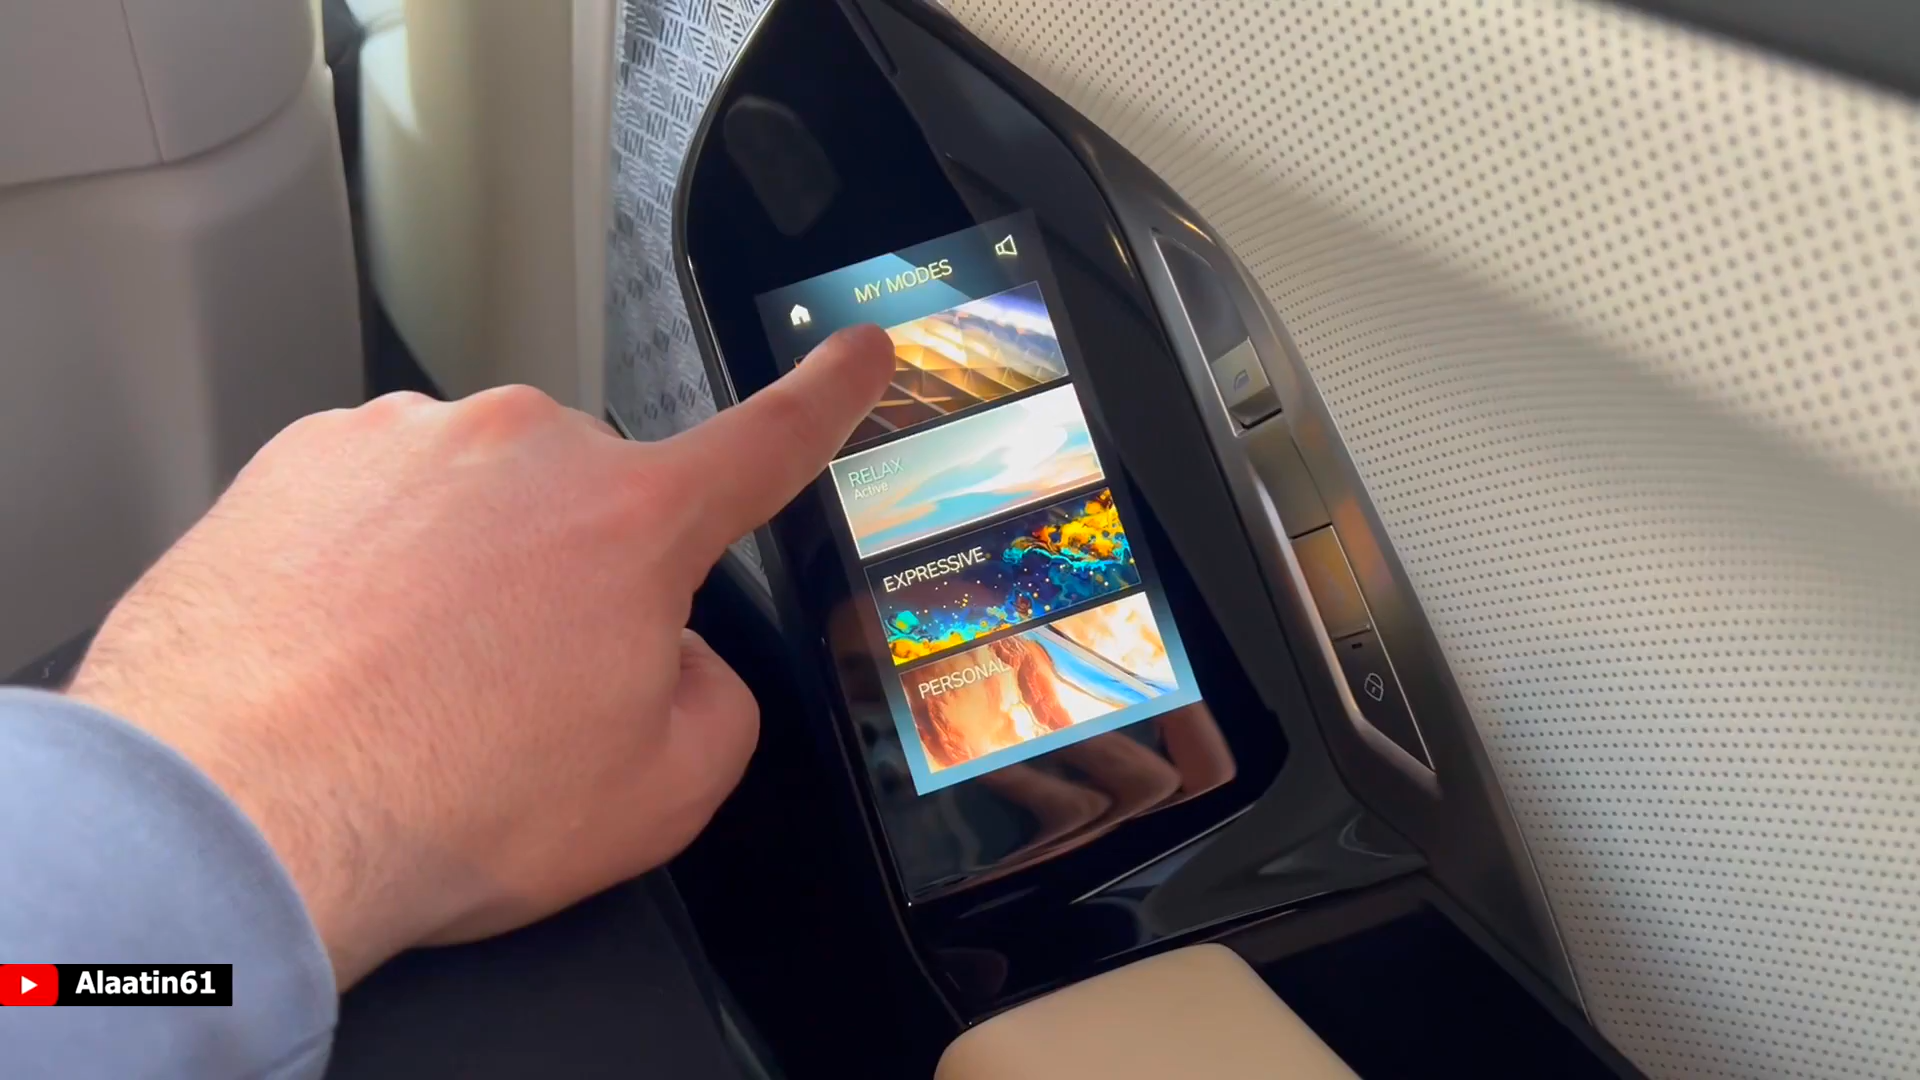 MY MODES
RELAX
Active
EXPRESSIVE
PERSONAL
Alaatin61